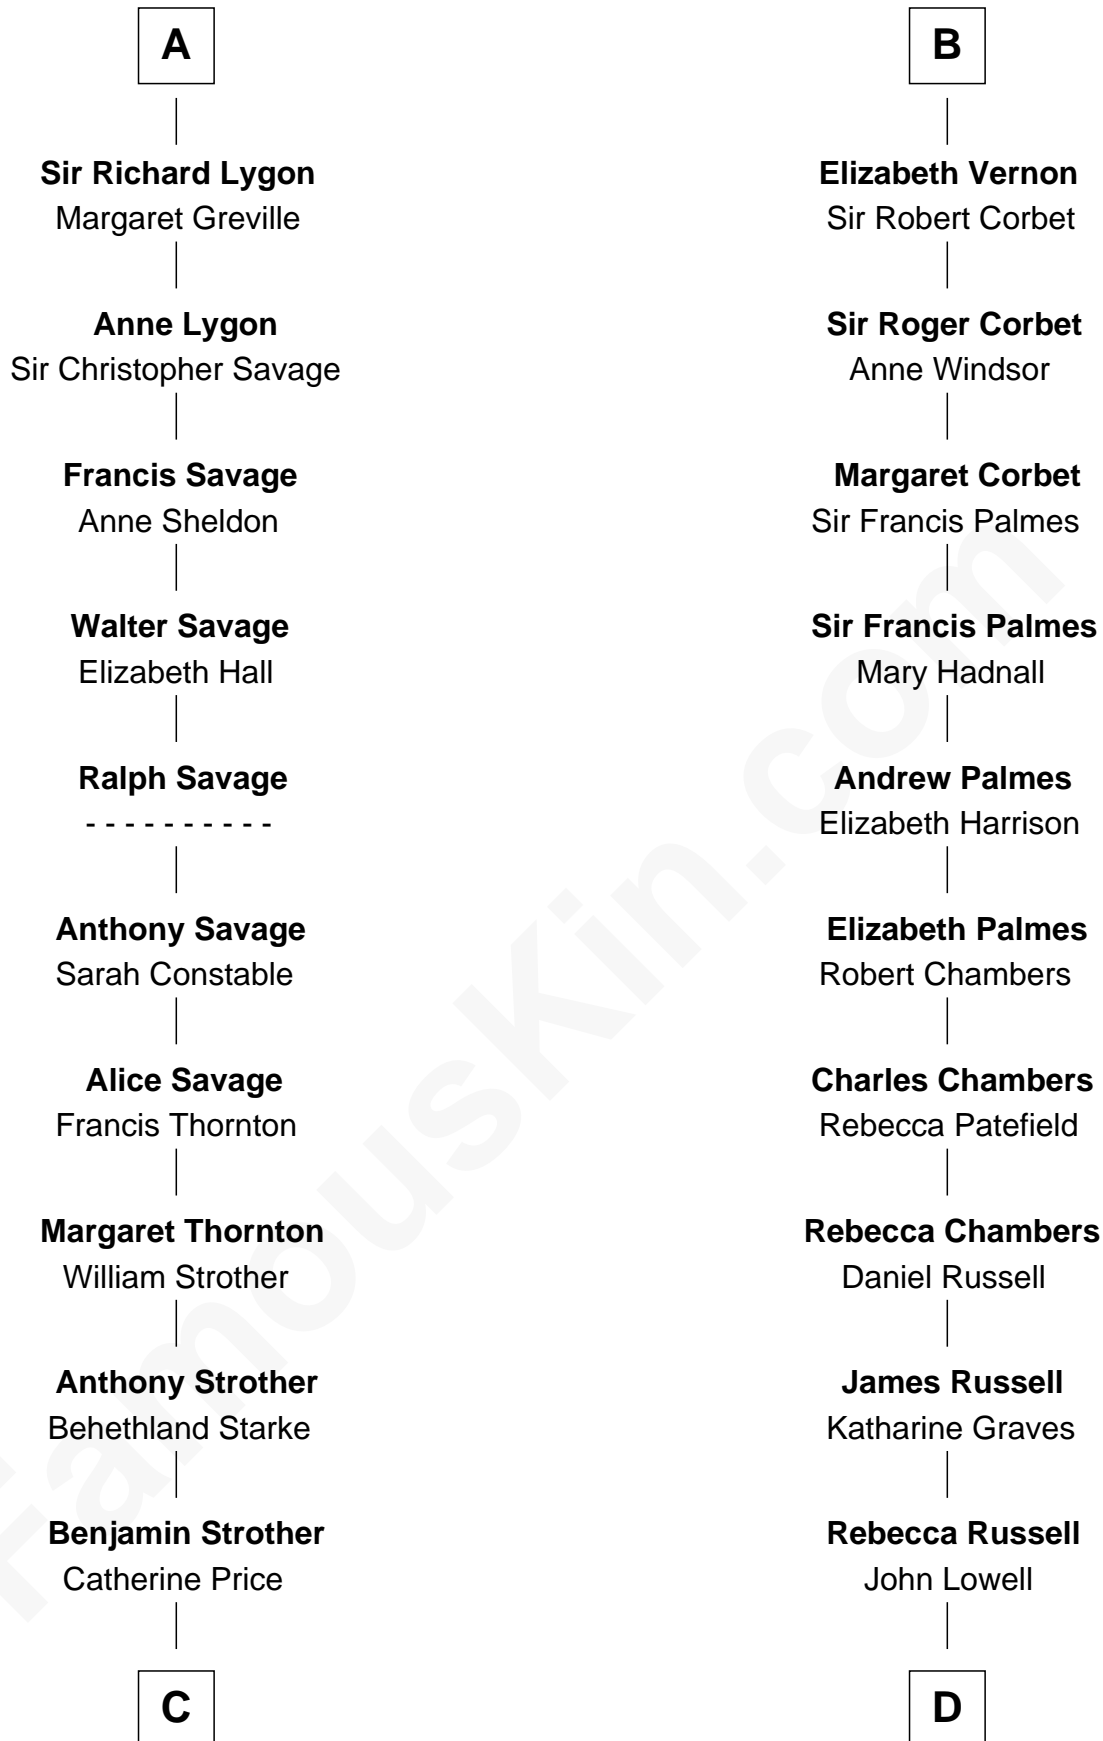 A
Sir Richard Lygon
Margaret Greville
Anne Lygon
Sir Christopher Savage
Francis Savage
Anne Sheldon
Walter Savage
Elizabeth Hall
Ralph Savage
- - - - - - - - - -
Anthony Savage
Sarah Constable
Alice Savage
Francis Thornton
Margaret Thornton
William Strother
Anthony Strother
Behethland Starke
Benjamin Strother
Catherine Price
C
B
Elizabeth Vernon
Sir Robert Corbet
Sir Roger Corbet
Anne Windsor
Margaret Corbet
Sir Francis Palmes
Sir Francis Palmes
Mary Hadnall
Andrew Palmes
Elizabeth Harrison
Elizabeth Palmes
Robert Chambers
Charles Chambers
Rebecca Patefield
Rebecca Chambers
Daniel Russell
James Russell
Katharine Graves
Rebecca Russell
John Lowell
D
FamousKin.com